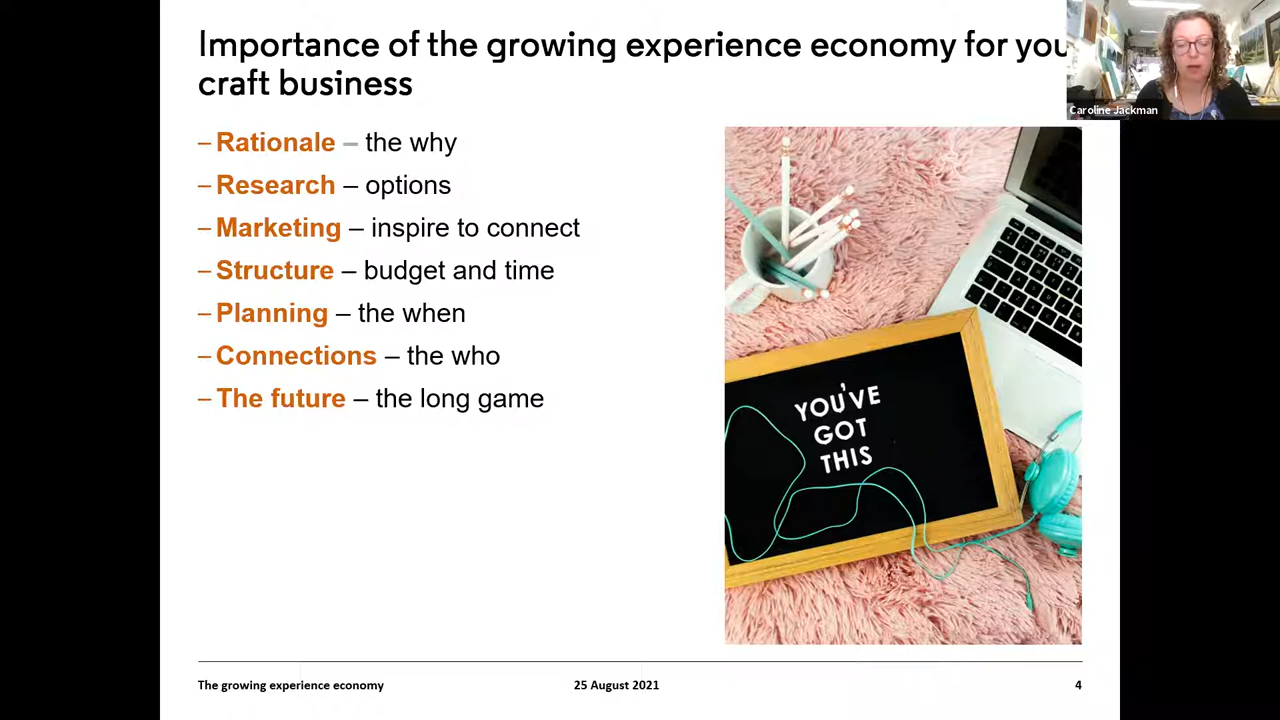 Importance of the growing experience economy for you
craft business
– Rationale – the why
– Research – options
– Marketing – inspire to connect
– Structure – budget and time
– Planning – the when
– Connections – the who
– The future – the long game
Caroline Jackman
YOU'VE
GOT
THIS
The growing experience economy
25 August 2021
4